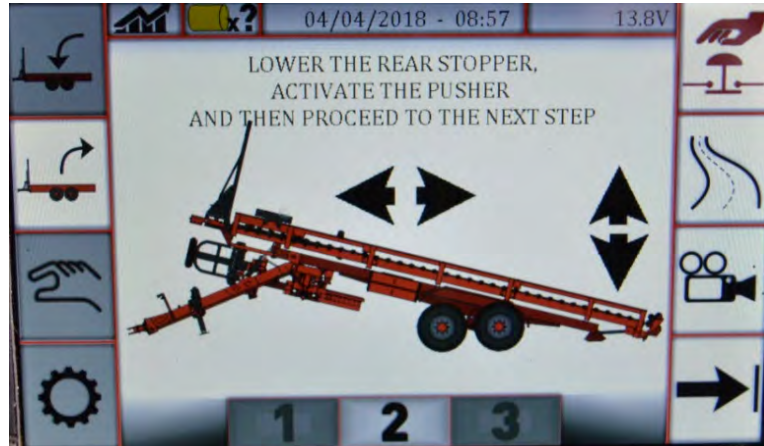 x?
04/04/2018 - 08:57
13.8V
LOWER THE REAR STOPPER,
ACTIVATE THE PUSHER
AND THEN PROCEED TO THE NEXT STEP
1
2
3